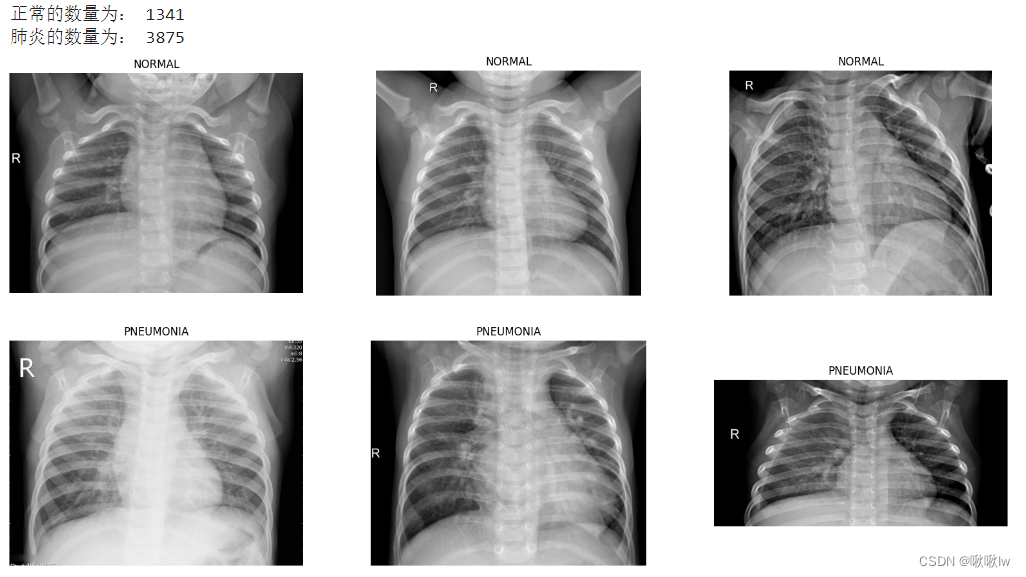 正常的数量为： 1341
肺炎的数量为： 3875
NORMAL
NORMAL
NORMAL
R
R
R
PNEUMONIA
PNEUMONIA
PNEUMONIA
R
R
R
CSDN @啾啾lw